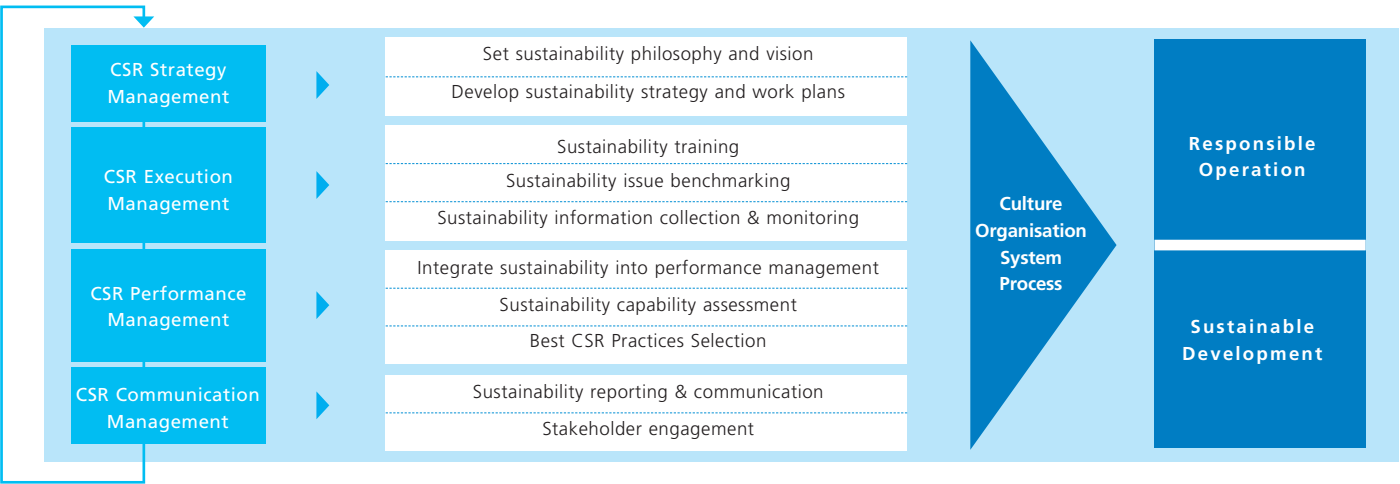 CSR Strategy
Management
Set sustainability philosophy and vision
Develop sustainability strategy and work plans
CSR Execution
Management
Sustainability training
Sustainability issue benchmarking
Sustainability information collection & monitoring
CSR Performance
Management
Integrate sustainability into performance management
Sustainability capability assessment
Best CSR Practices Selection
CSR Communication
Management
Sustainability reporting & communication
Stakeholder engagement
Culture
Organisation
System
Process
Responsible
Operation
Sustainable
Development